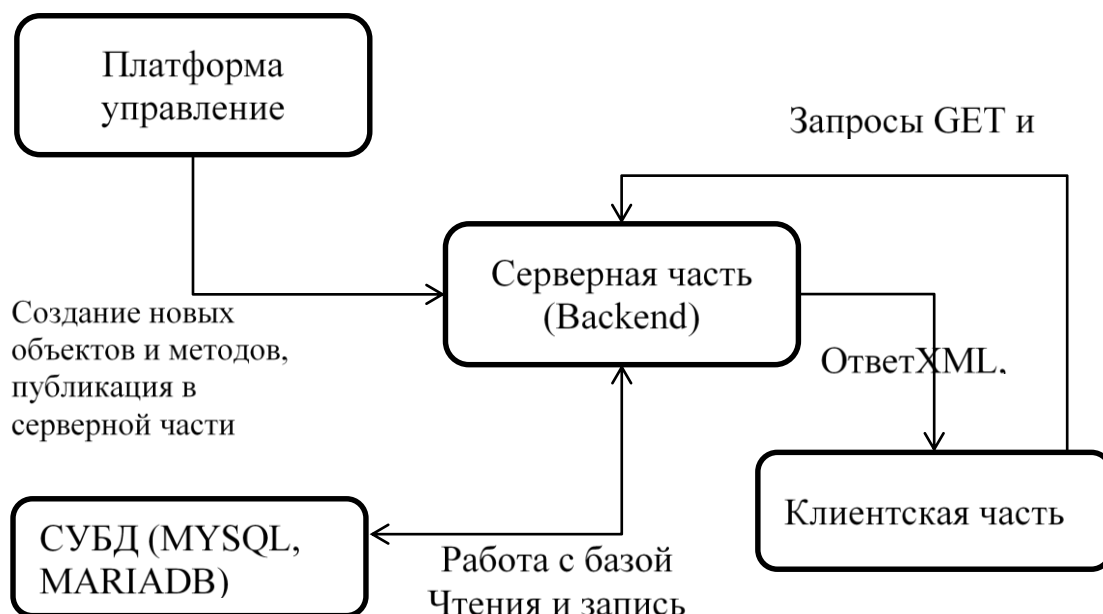 Платформа
управление
Запросы GET и
Серверная часть
(Backend)
Создание новых
объектов и методов,
публикация в
серверной части
ОтветXML,
Клиентская часть
СУБД (MYSQL,
MARIADB)
Работа с базой
Чтения и запись